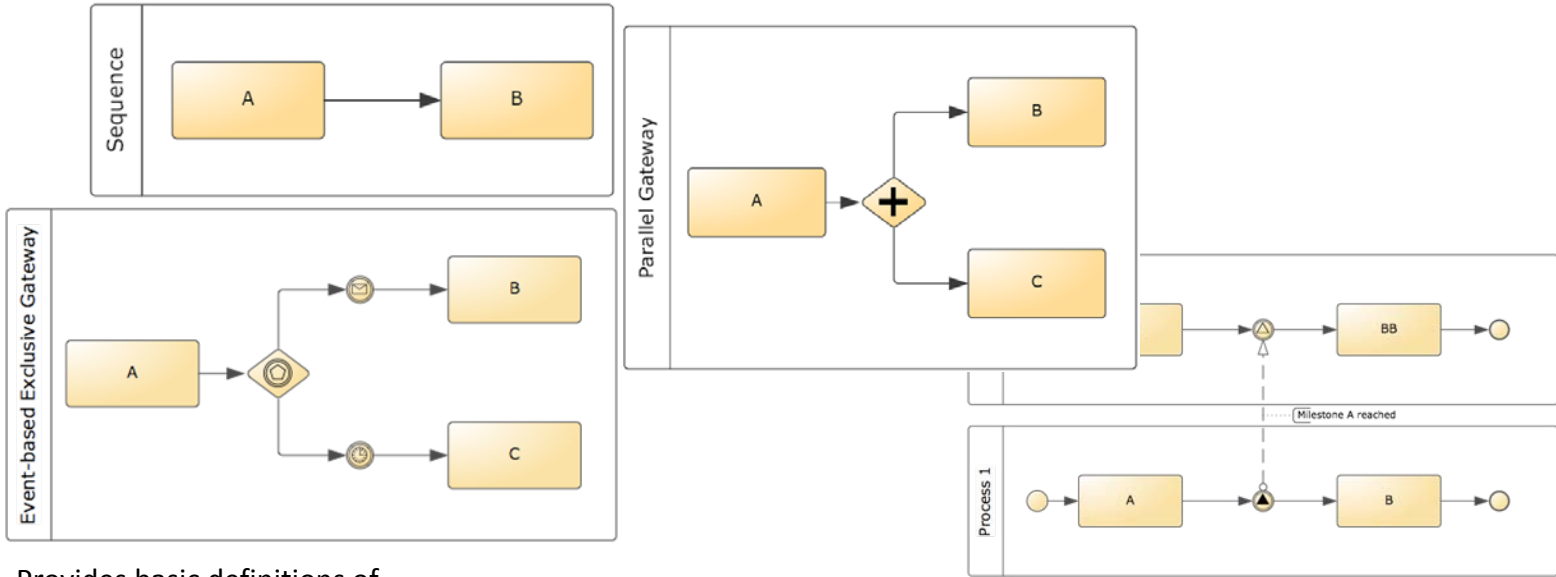 Sequence
A
B
Parallel Gateway
A
B
C
Event-based Exclusive Gateway
A
B
C
BB
Milestone A reached
Process 1
A
B
Provides basic definitions of